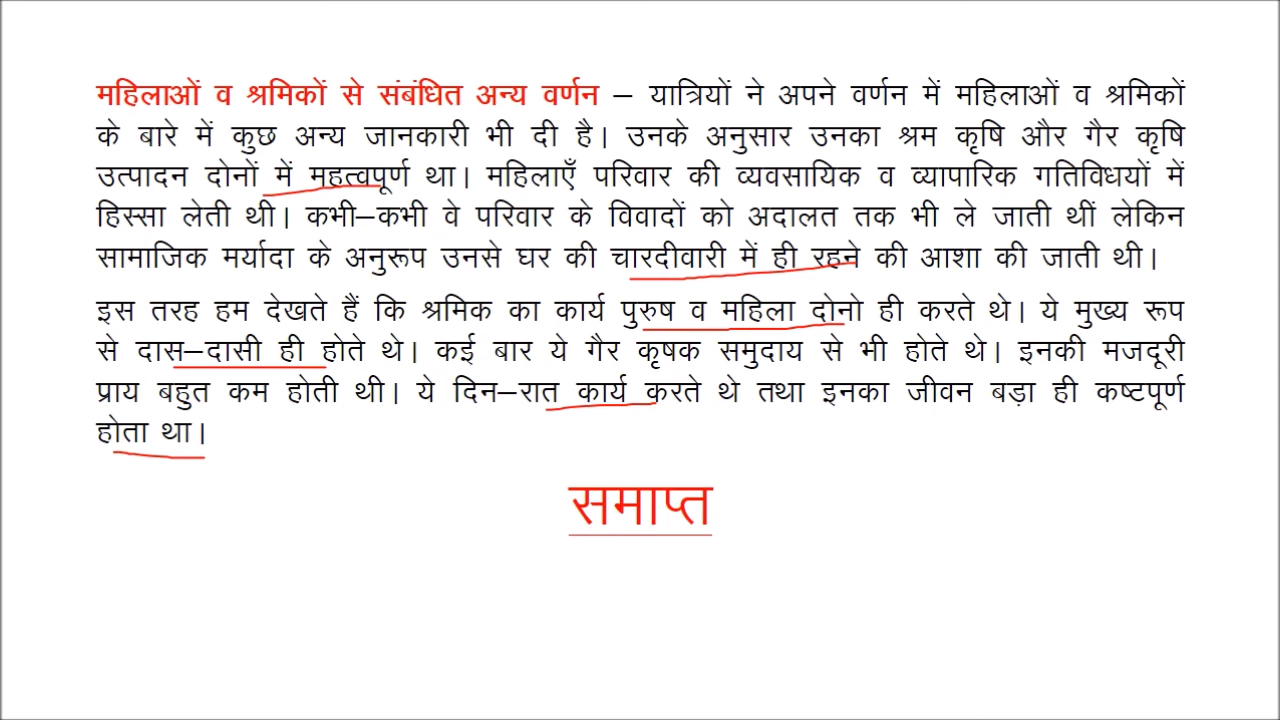 महिलाओं व श्रमिकों से संबंधित अन्य वर्णन – यात्रियों ने अपने वर्णन में महिलाओं व श्रमिकों
के बारे में कुछ अन्य जानकारी भी दी है। उनके अनुसार उनका श्रम कृषि और गैर कृषि
उत्पादन दोनों में महत्वपूर्ण था। महिलाएँ परिवार की व्यवसायिक व व्यापारिक गतिविधयों में
हिस्सा लेती थी। कभी–कभी वे परिवार के विवादों को अदालत तक भी ले जाती थीं लेकिन
सामाजिक मर्यादा के अनुरूप उनसे घर की चारदीवारी में ही रहने की आशा की जाती थी।
इस तरह हम देखते हैं कि श्रमिक का कार्य पुरुष व महिला दोनो ही करते थे। ये मुख्य रूप
से दास–दासी ही होते थे। कई बार ये गैर कृषक समुदाय से भी होते थे। इनकी मजदूरी
प्राय बहुत कम होती थी। ये दिन–रात कार्य करते थे तथा इनका जीवन बड़ा ही कष्टपूर्ण
होता था।
समाप्त